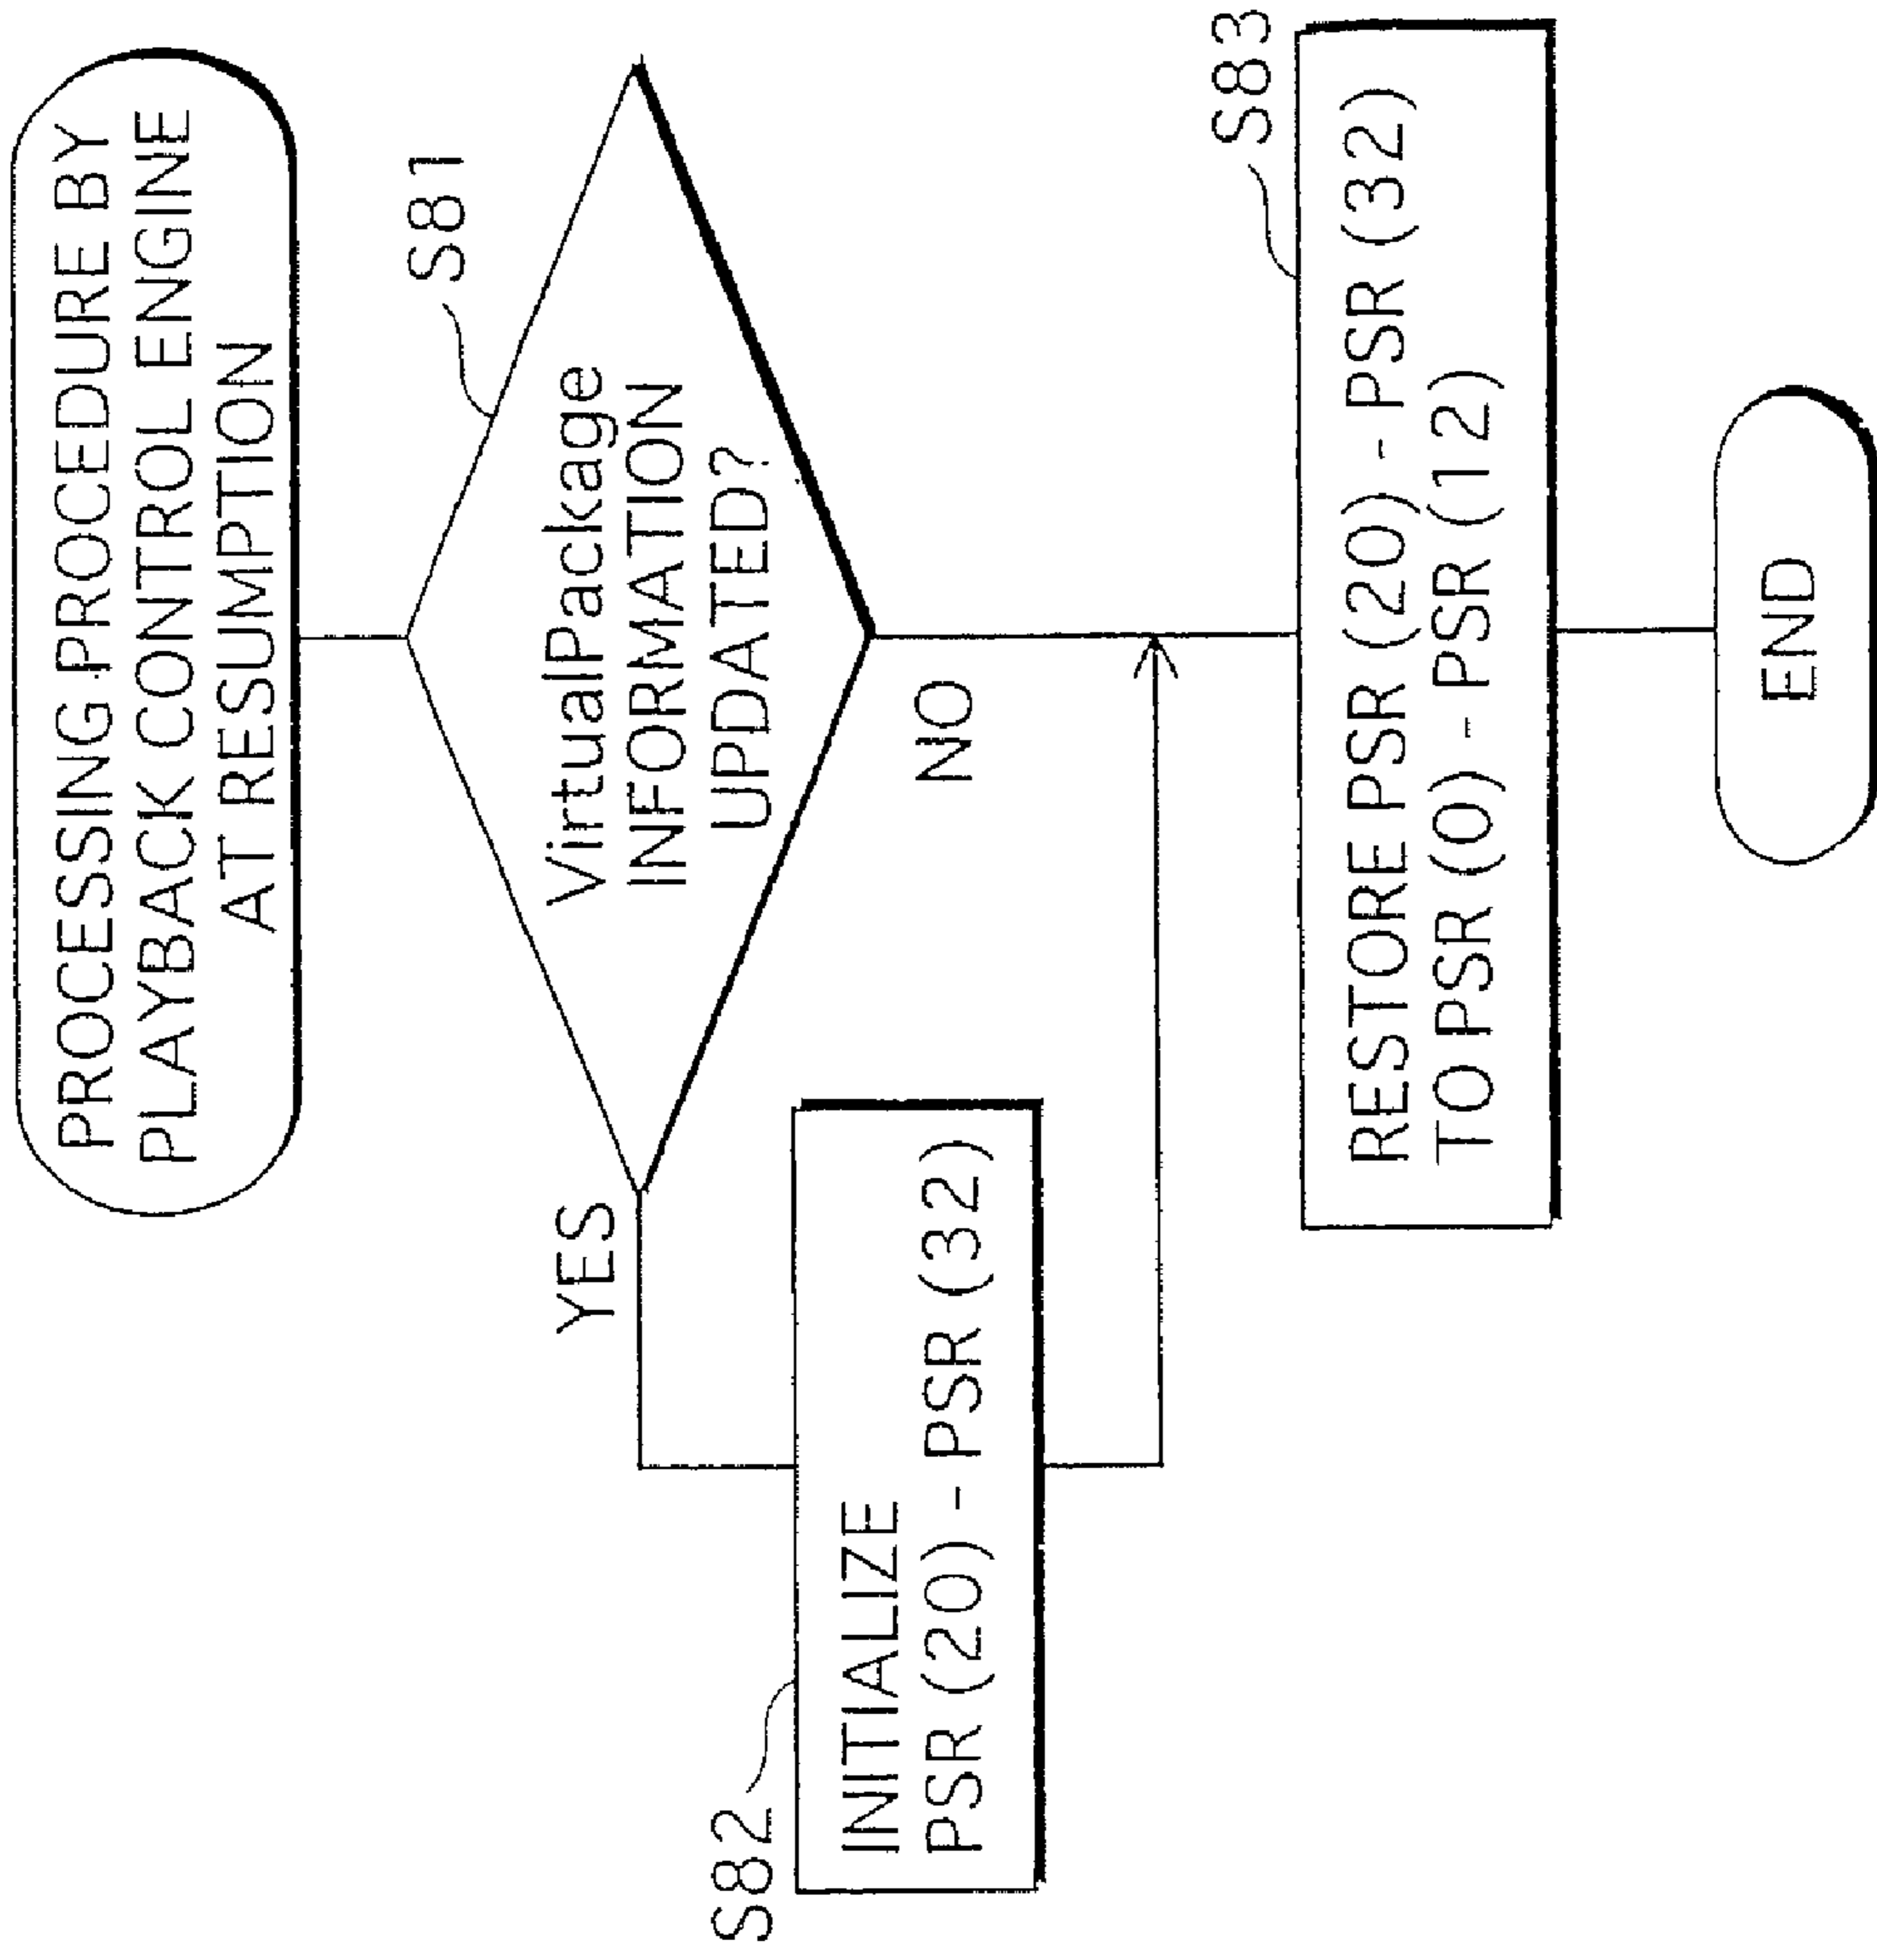 PROCESSING PROCEDURE BY
PLAYBACK CONTROL ENGINE
AT RESUMPTION
S81
VirtualPackage
INFORMATION
UPDATED?
YES
NO
S82
INITIALIZE
PSR (20) - PSR (32)
S83
RESTORE PSR (20) - PSR (32)
TO PSR (0) - PSR (12)
END